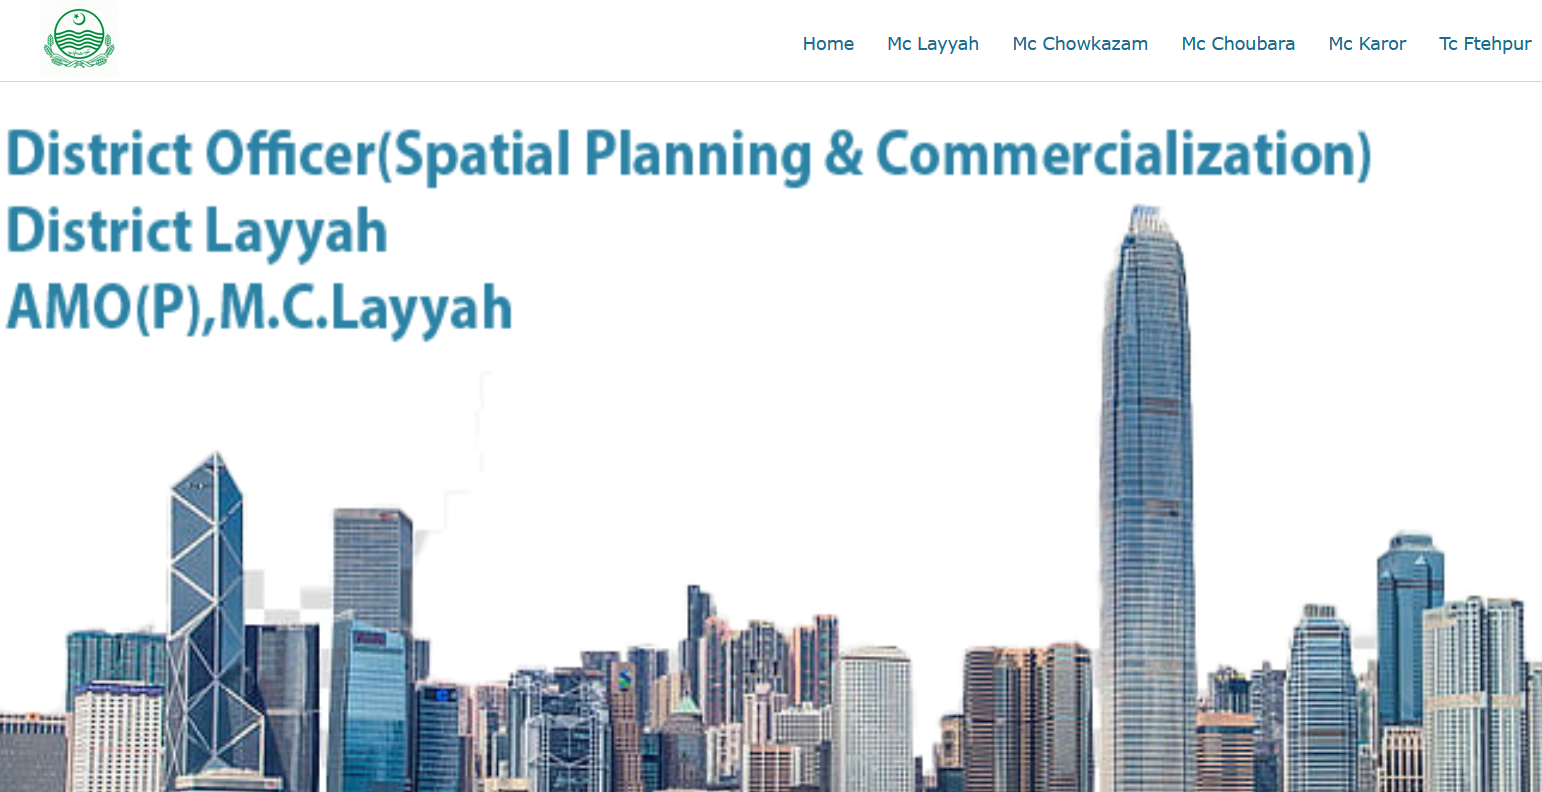 Home Mc Layyah Mc Chowkazam Mc Choubara Mc Karor Tc Ftehpur
District Officer(Spatial Planning & Commercialization)
District Layyah
AMO(P),M.C.Layyah